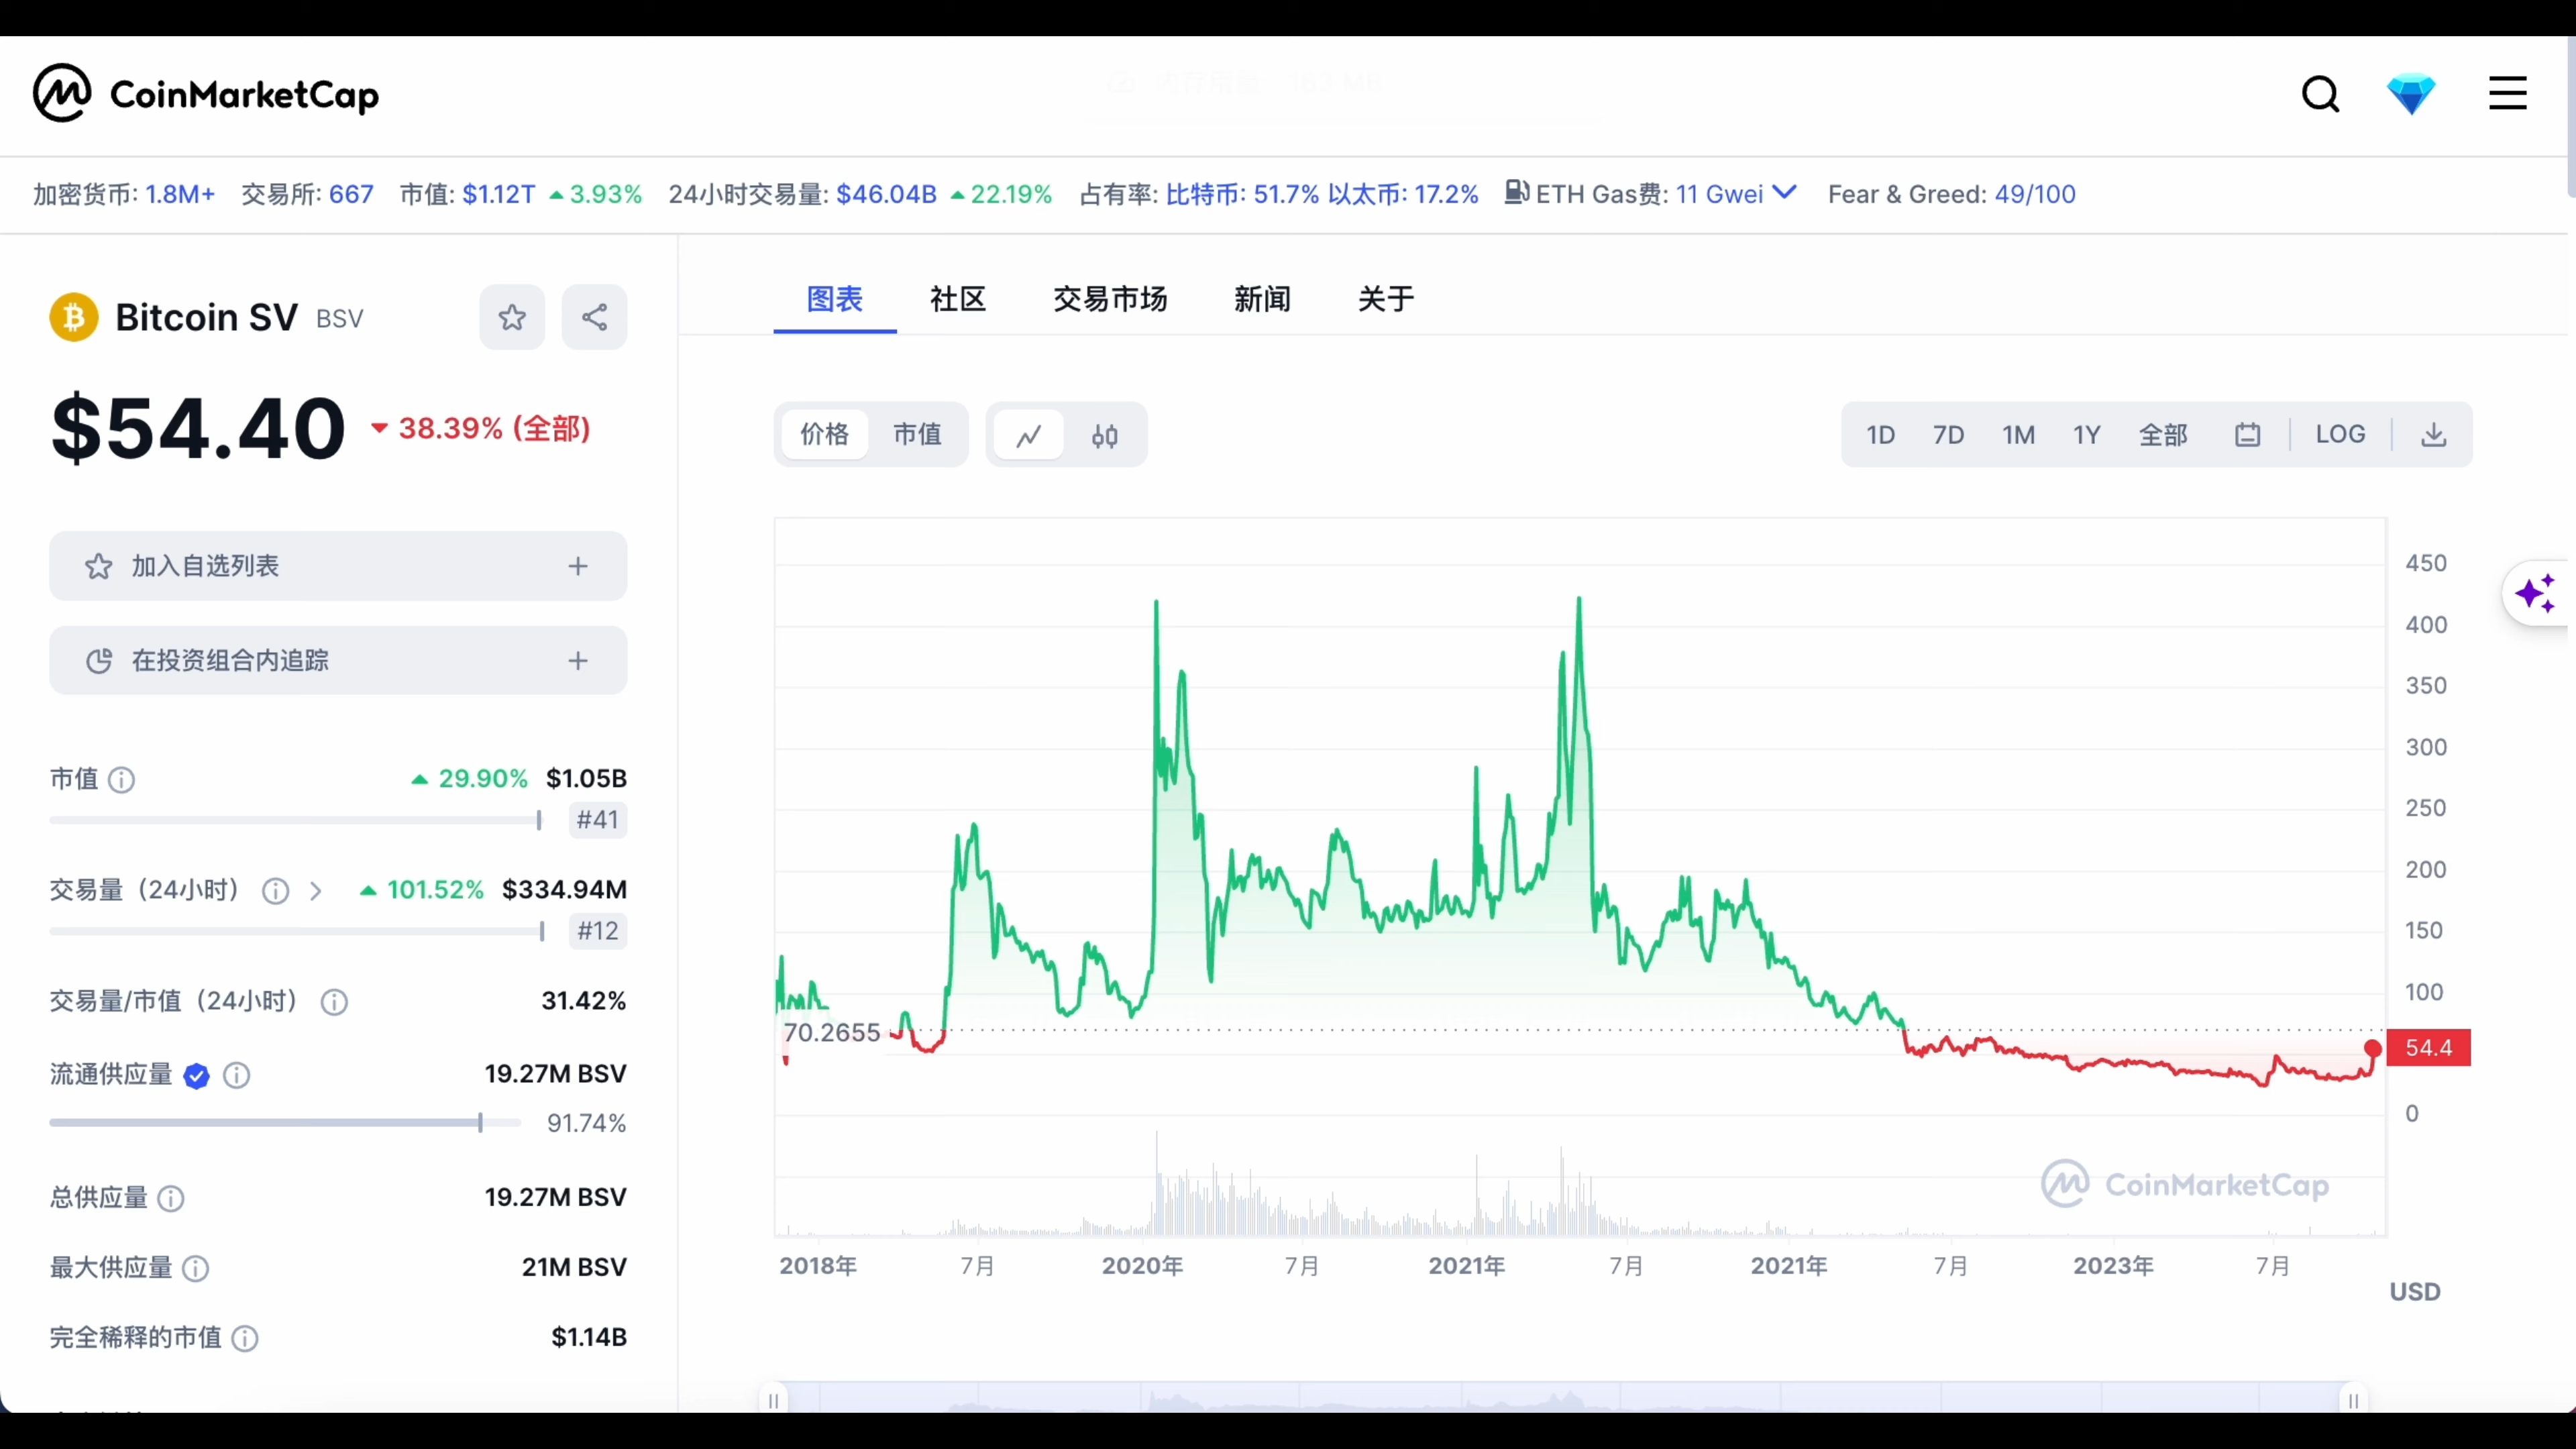 CoinMarketCap
加密货币: 1.8M+ 交易所: 667 市值: $1.12T 3.93% 24小时交易量: $46.04B 22.19% 占有率: 比特币: 51.7% 以太币: 17.2% ETH Gas费: 11 Gwei Fear & Greed: 49/100
Bitcoin SV BSV
$54.40 38.39% (全部)
加入自选列表
在投资组合内追踪
市值 29.90% $1.05B
#41
交易量（24小时） 101.52% $334.94M
#12
交易量/市值（24小时） 31.42%
流通供应量 19.27M BSV
91.74%
总供应量 19.27M BSV
最大供应量 21M BSV
完全稀释的市值 $1.14B
图表 社区 交易市场 新闻 关于
价格 市值 1D 7D 1M 1Y 全部 LOG
450
400
350
300
250
200
150
100
70.2655
54.4
0
CoinMarketCap
2018年 7月 2020年 7月 2021年 7月 2021年 7月 2023年 7月
USD